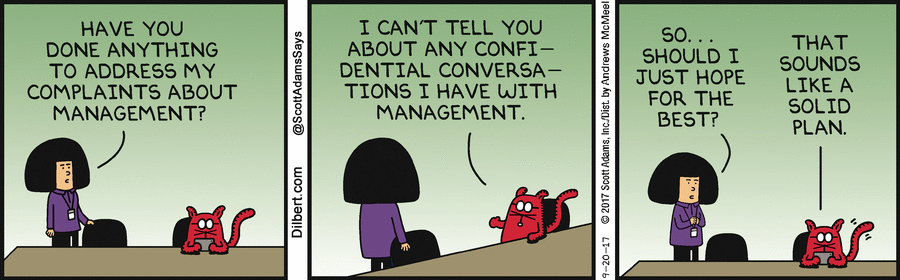 HAVE YOU
DONE ANYTHING
TO ADDRESS MY
COMPLAINTS ABOUT
MANAGEMENT?
Dilbert.com @ScottAdamsSays
I CAN'T TELL YOU
ABOUT ANY CONFI–
DENTIAL CONVERSA–
TIONS I HAVE WITH
MANAGEMENT.
9-20-17 © 2017 Scott Adams, Inc./Dist. by Andrews McMeel
SO...
SHOULD I
JUST HOPE
FOR THE
BEST?
THAT
SOUNDS
LIKE A
SOLID
PLAN.